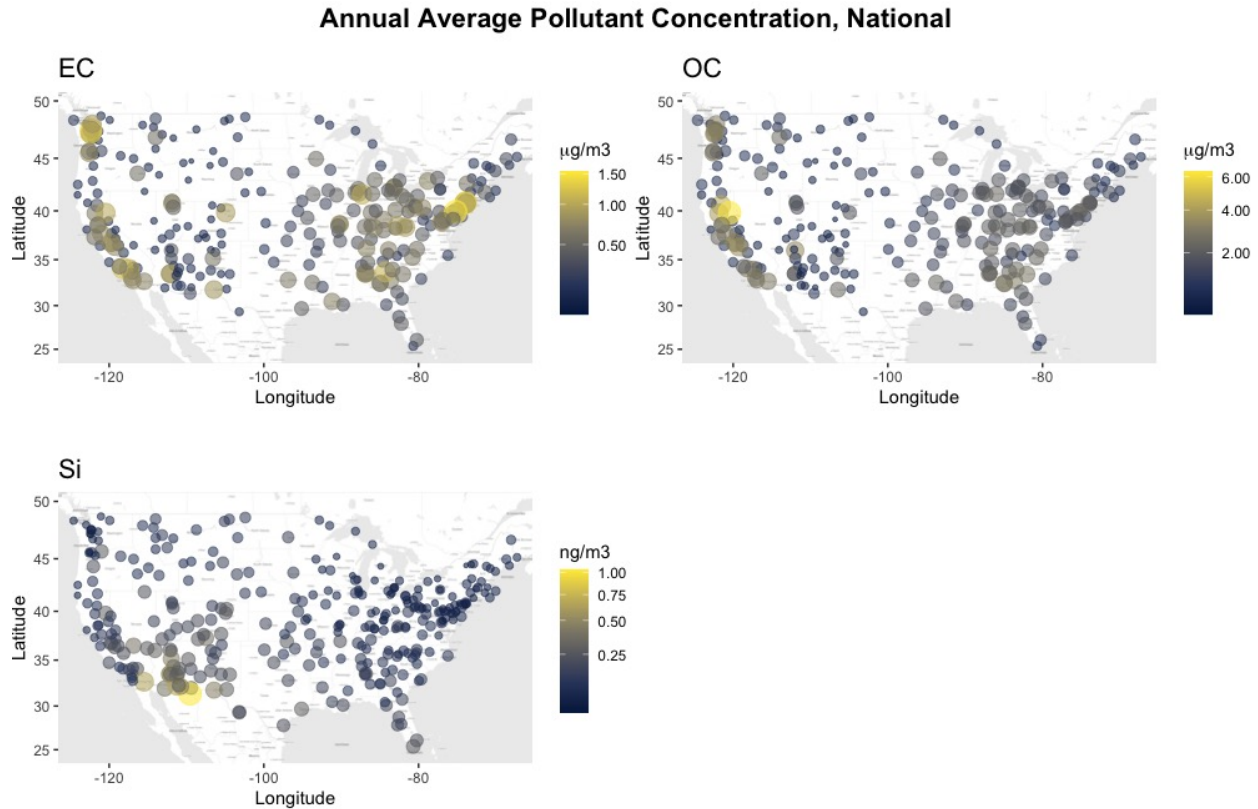 Annual Average Pollutant Concentration, National
EC
50
45
40
35
30
25
Latitude
-120
-100
-80
Longitude
μg/m3
1.50
1.00
0.50
OC
50
45
40
35
30
25
Latitude
-120
-100
-80
Longitude
μg/m3
6.00
4.00
2.00
Si
50
45
40
35
30
25
Latitude
-120
-100
-80
Longitude
ng/m3
1.00
0.75
0.50
0.25